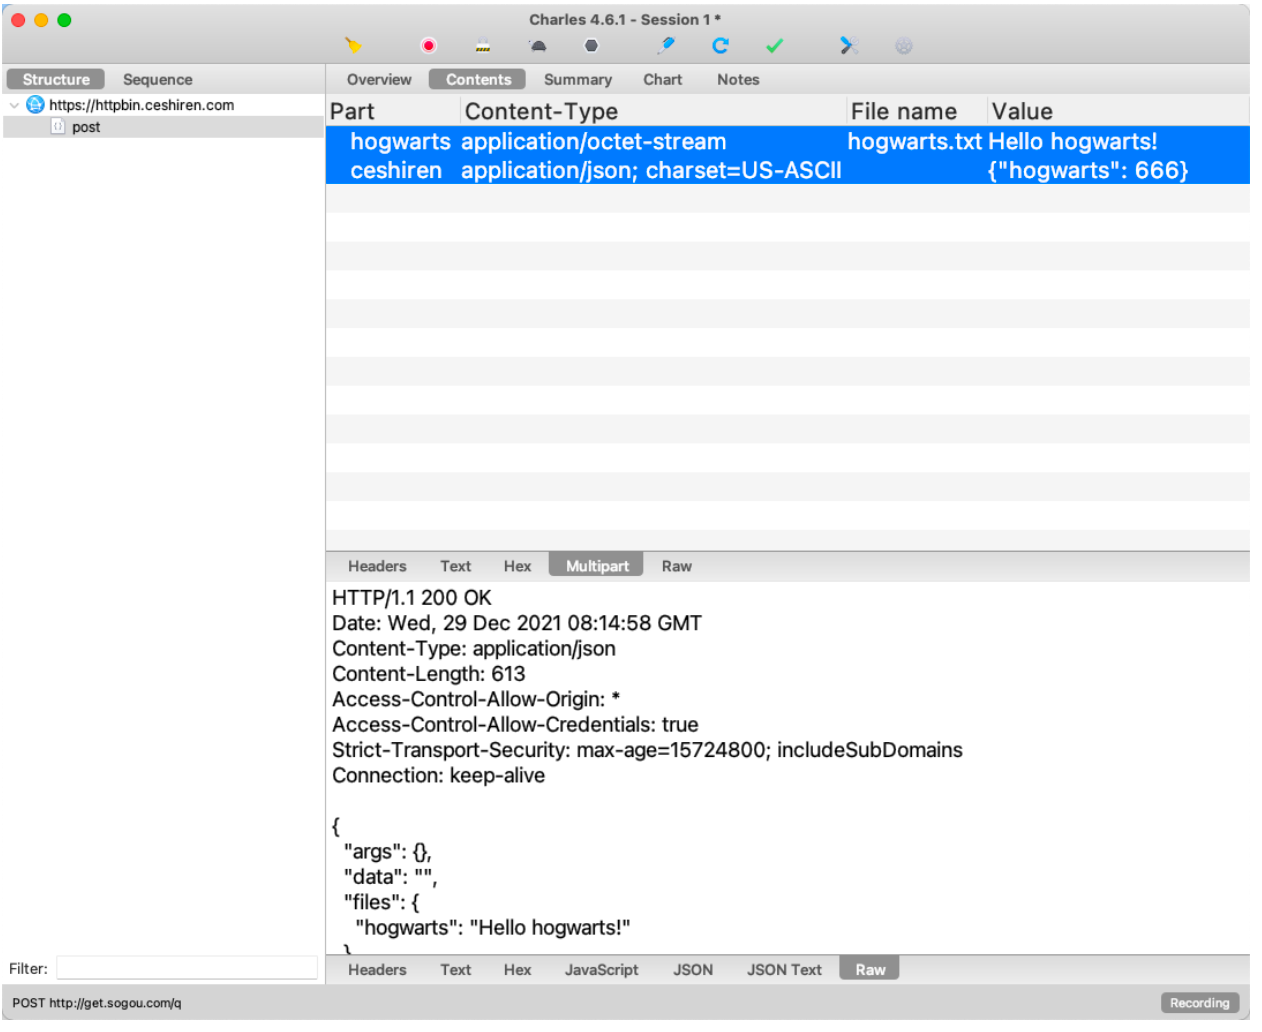 Charles 4.6.1 - Session 1 *
Structure Sequence
Overview Contents Summary Chart Notes
https://httpbin.ceshiren.com
post
Part Content-Type File name Value
hogwarts application/octet-stream hogwarts.txt Hello hogwarts!
ceshiren application/json; charset=US-ASCII {"hogwarts": 666}
Headers Text Hex Multipart Raw
HTTP/1.1 200 OK
Date: Wed, 29 Dec 2021 08:14:58 GMT
Content-Type: application/json
Content-Length: 613
Access-Control-Allow-Origin: *
Access-Control-Allow-Credentials: true
Strict-Transport-Security: max-age=15724800; includeSubDomains
Connection: keep-alive
{
"args": {},
"data": "",
"files": {
"hogwarts": "Hello hogwarts!"
}
Filter:
Headers Text Hex JavaScript JSON JSON Text Raw
POST http://get.sogou.com/q
Recording